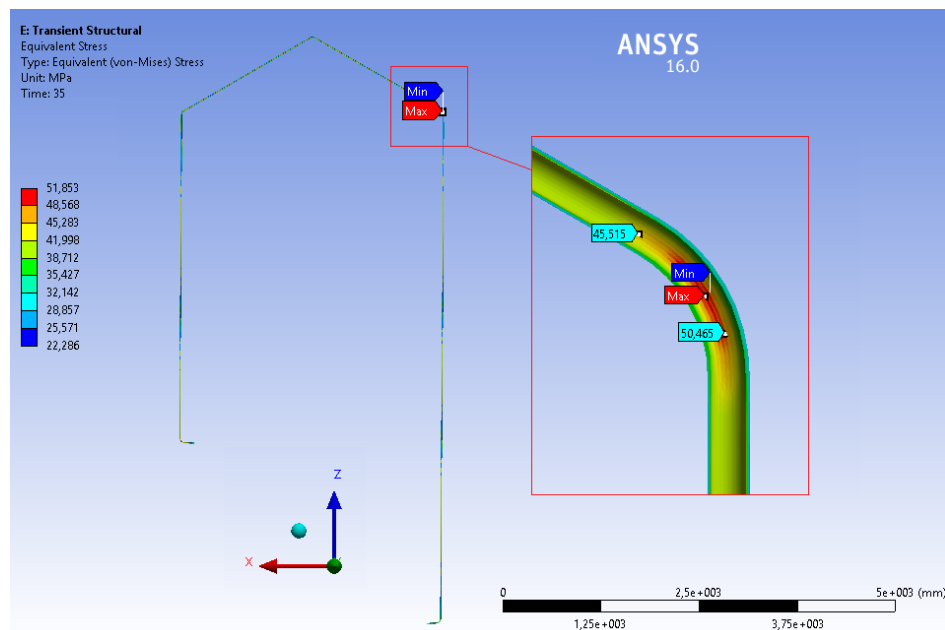 E: Transient Structural
Equivalent Stress
Type: Equivalent (von-Mises) Stress
Unit: MPa
Time: 35
ANSYS
16.0
Min
Max
51,853
48,568
45,283
41,998
38,712
35,427
32,142
28,857
25,571
22,286
45,515
Min
Max
50,465
Z
X
0
2,5e+003
5e+003 (mm)
1,25e+003
3,75e+003